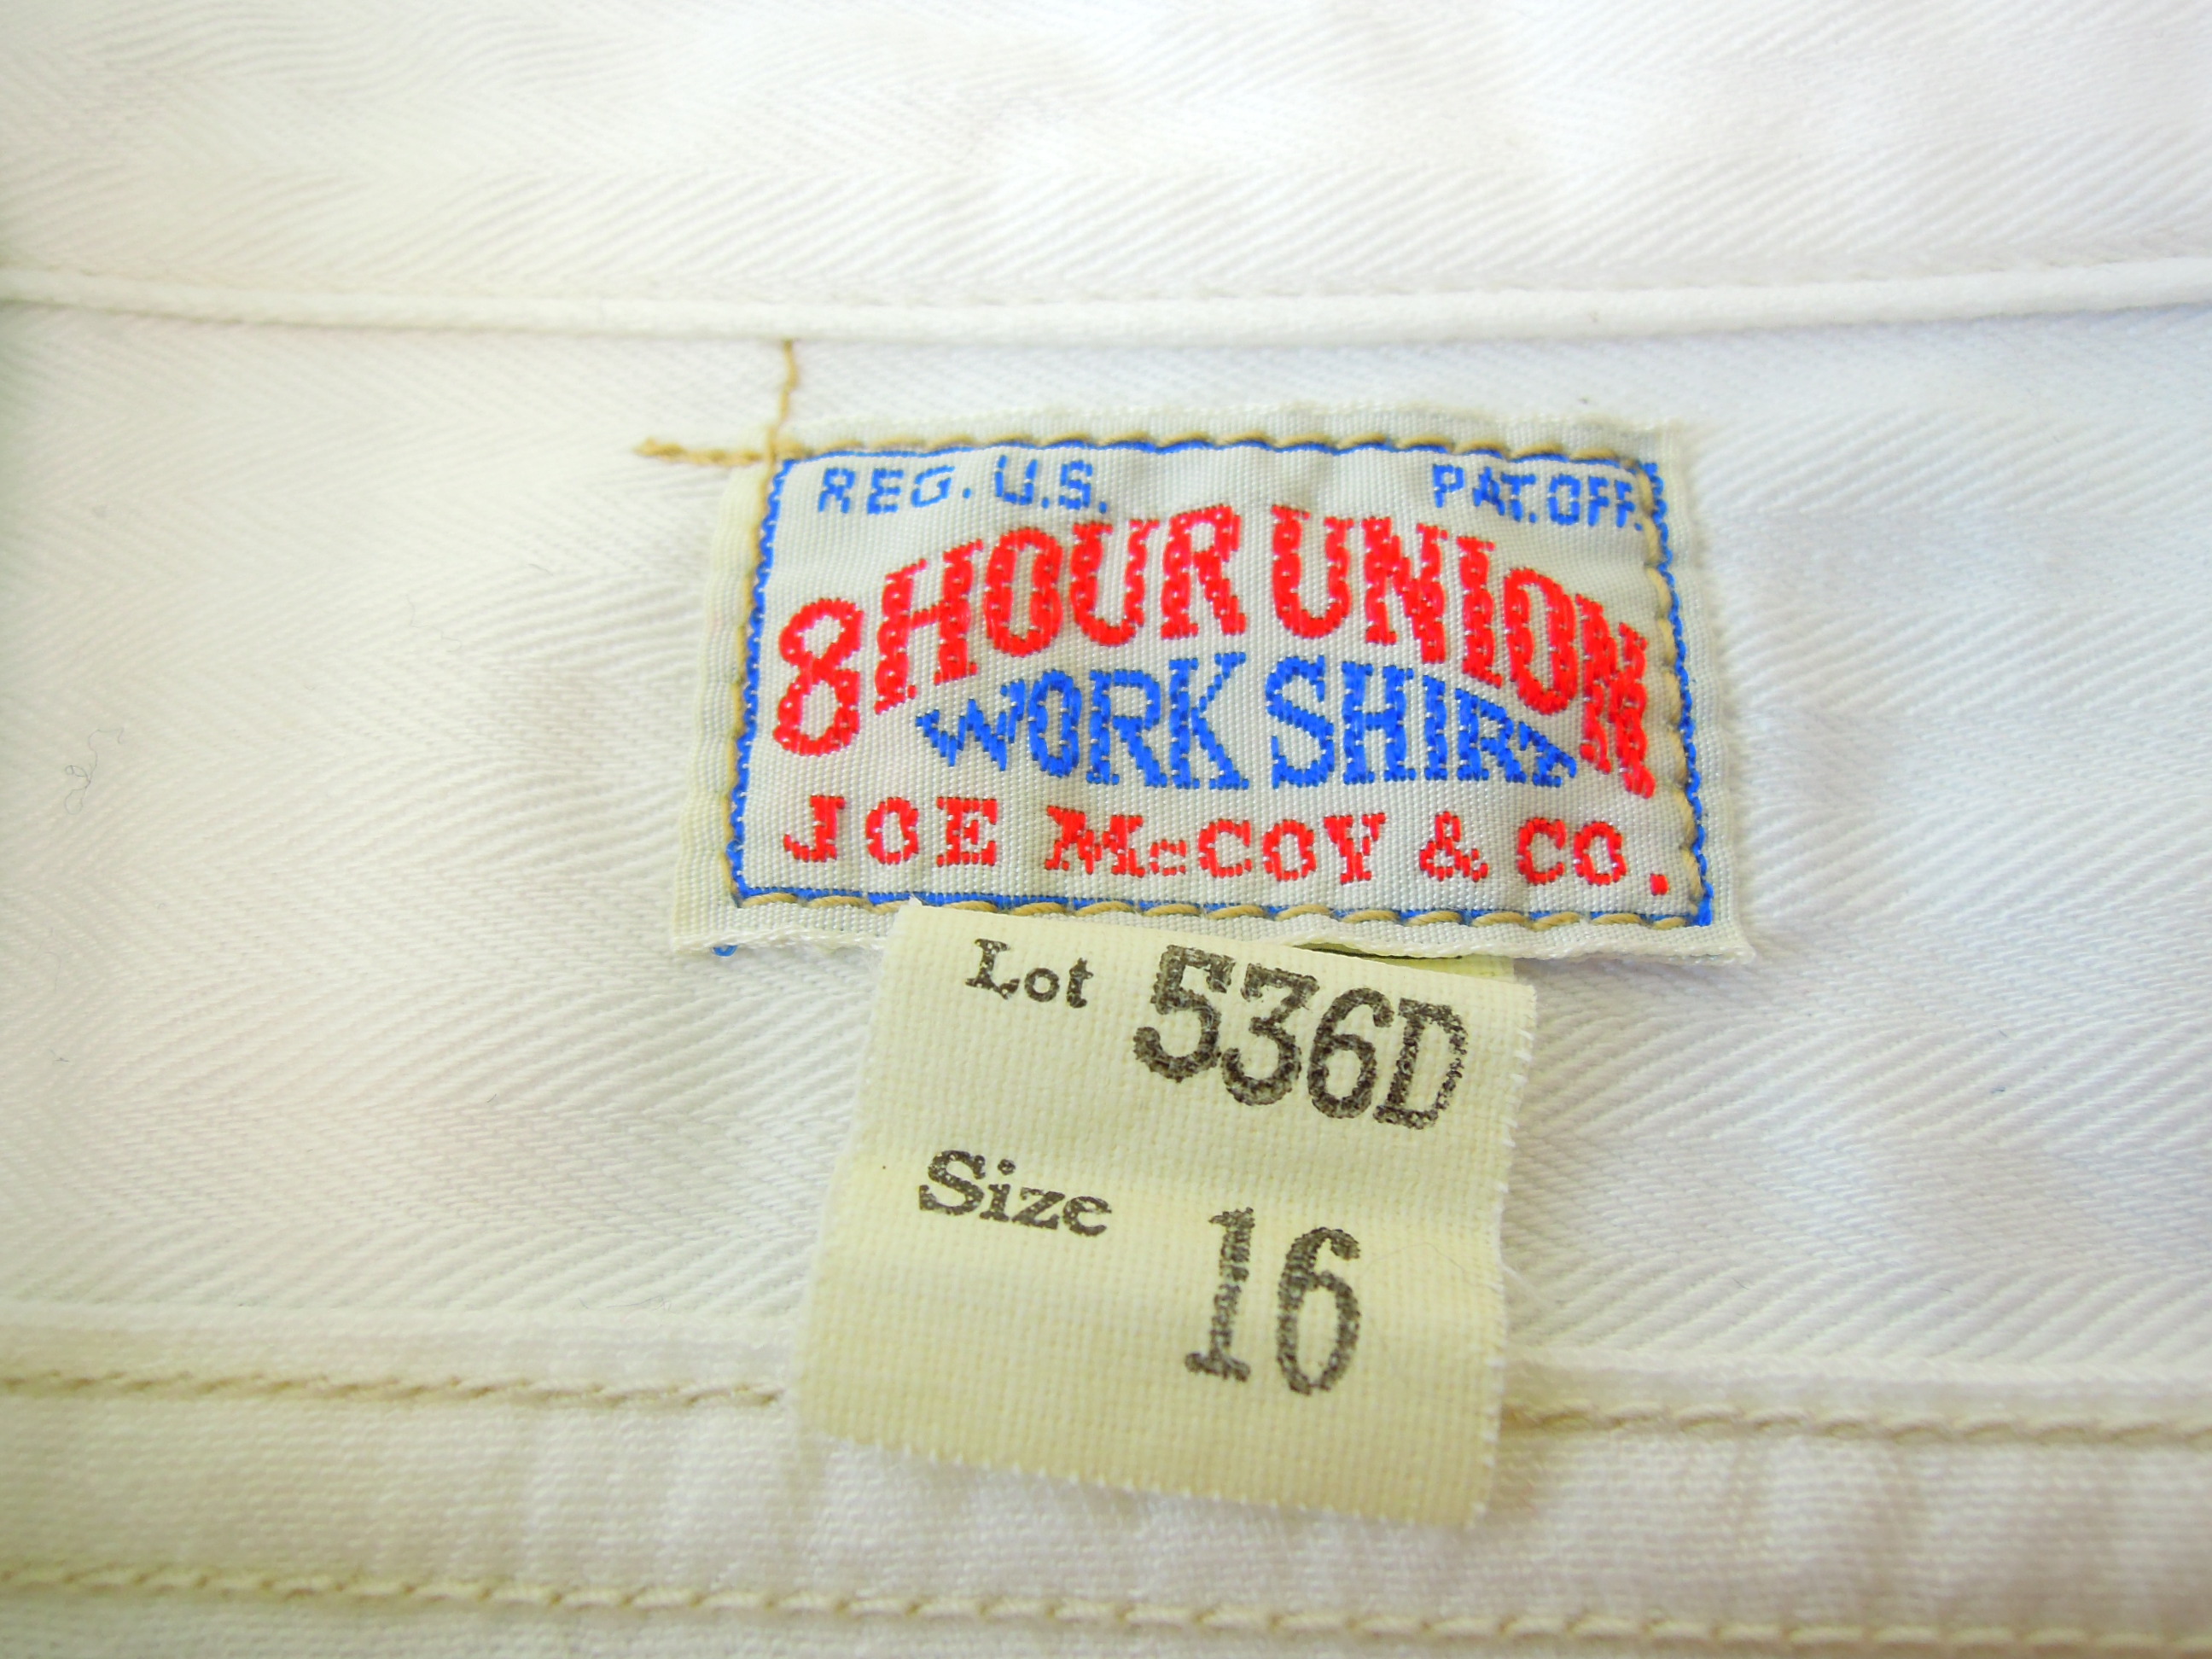 REG. U.S. PAT. OFF.
8 HOUR UNION
WORK SHIRT
JOE McCOY & CO.
Lot 536D
Size 16